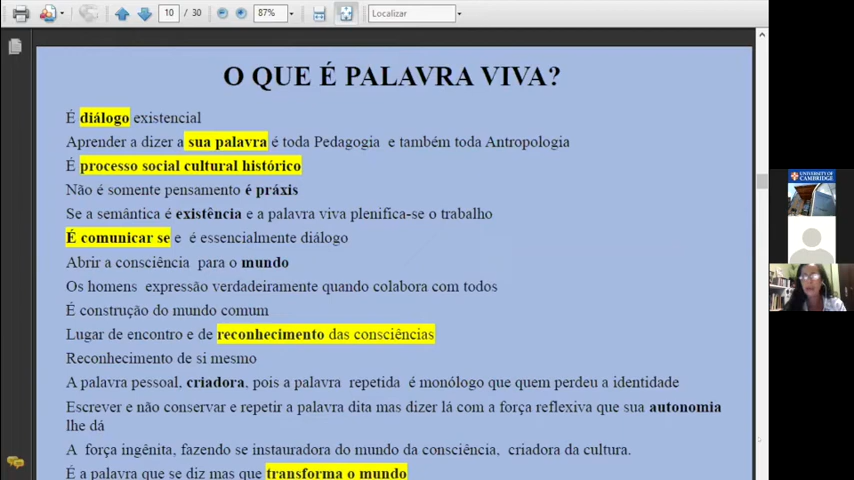 10 / 30
87%
Localizar
O QUE É PALAVRA VIVA?
É diálogo existencial
Aprender a dizer a sua palavra é toda Pedagogia e também toda Antropologia
É processo social cultural histórico
Não é somente pensamento é práxis
Se a semântica é existência e a palavra viva plenifica-se o trabalho
É comunicar se e é essencialmente diálogo
Abrir a consciência para o mundo
Os homens expressão verdadeiramente quando colabora com todos
É construção do mundo comum
Lugar de encontro e de reconhecimento das consciências
Reconhecimento de si mesmo
A palavra pessoal, criadora, pois a palavra repetida é monólogo que quem perdeu a identidade
Escrever e não conservar e repetir a palavra dita mas dizer lá com a força reflexiva que sua autonomia
lhe dá
A força ingênita, fazendo se instauradora do mundo da consciência, criadora da cultura.
É a palavra que se diz mas que transforma o mundo
UNIVERSITY OF
CAMBRIDGE